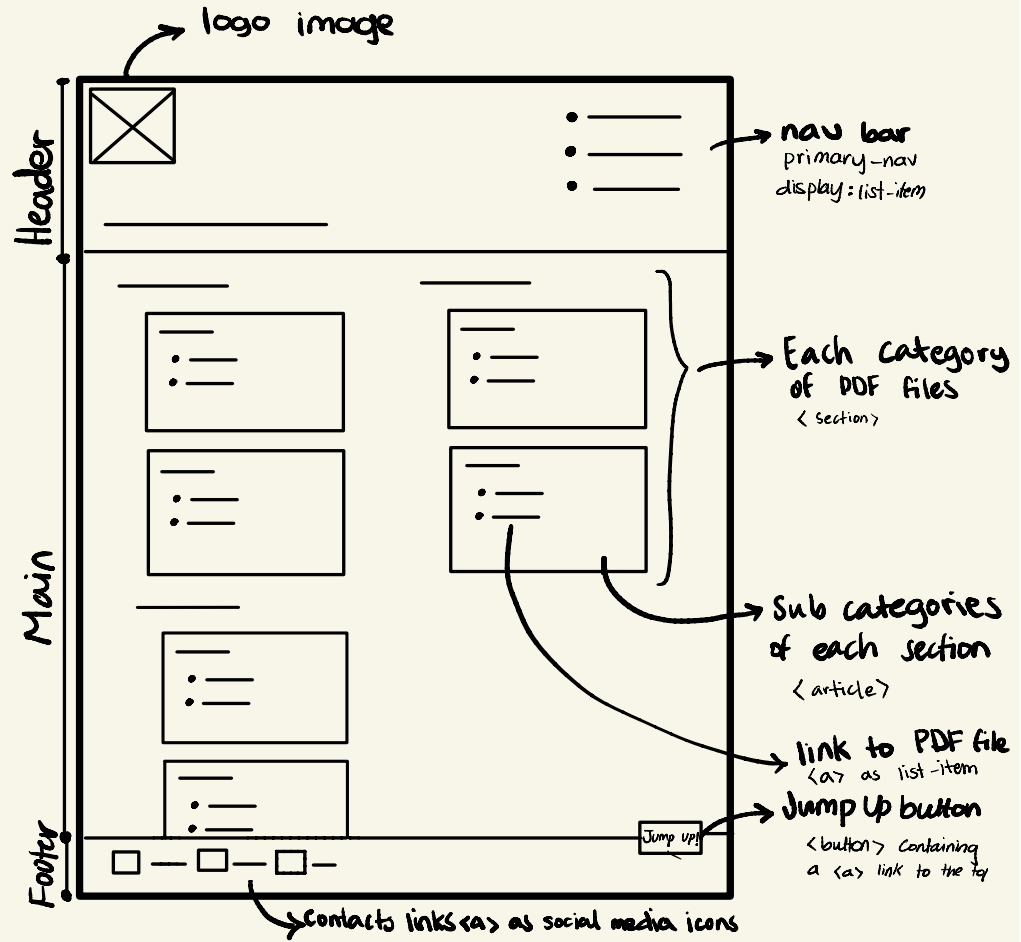 logo image
Header
nav bar
primary-nav
display: list-item
Each category
of PDF files
< section>
Main
Sub categories
of each section
< article>
link to PDF file
<a> as list-item
Jump Up button
Jump Up!
<button> containing
a <a> link to the top
Footer
Contacts links <a> as social media icons